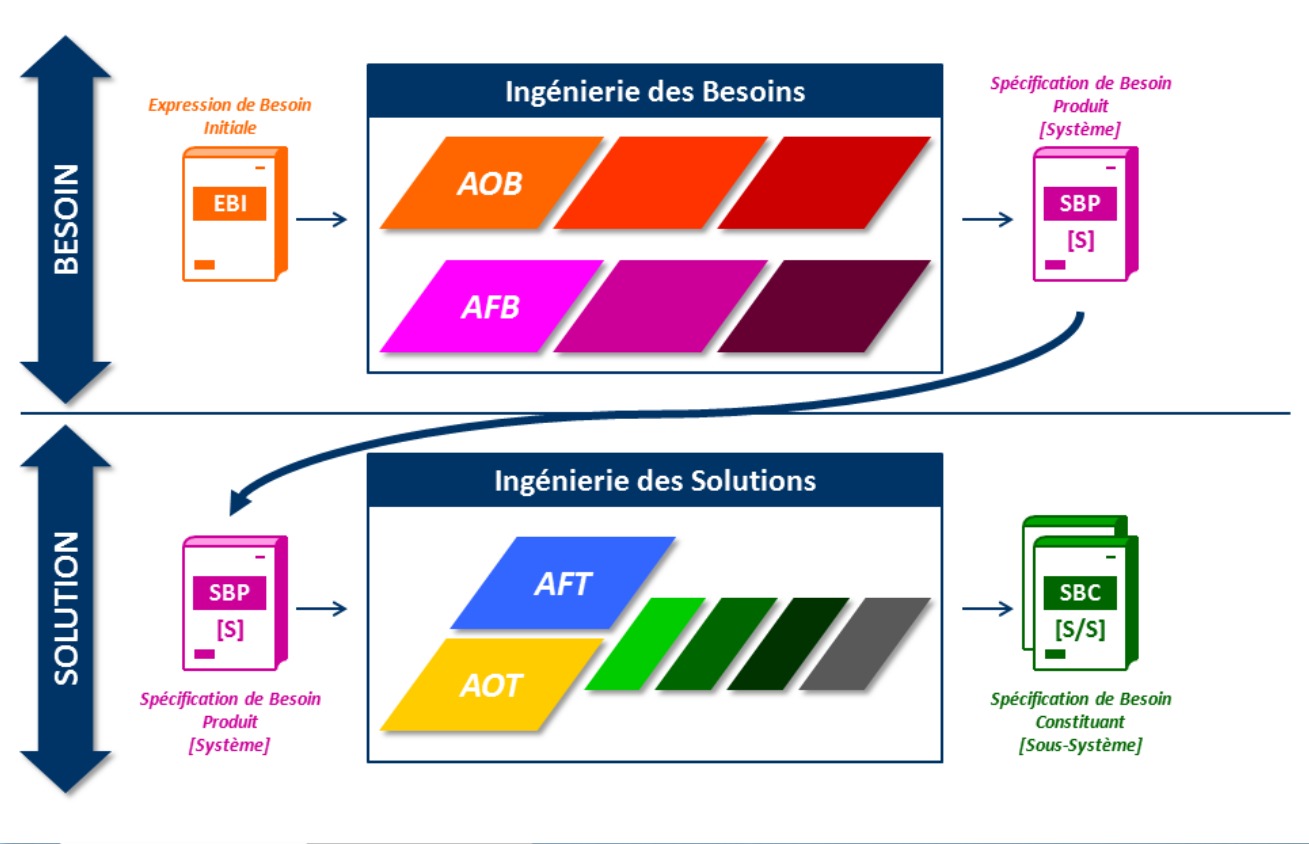 BESOIN
Expression de Besoin
Initiale
EBI
Ingénierie des Besoins
AOB
AFB
Spécification de Besoin
Produit
[Système]
SBP
[S]
SOLUTION
SBP
[S]
Spécification de Besoin
Produit
[Système]
Ingénierie des Solutions
AFT
AOT
SBC
[S/S]
Spécification de Besoin
Constituant
[Sous-Système]